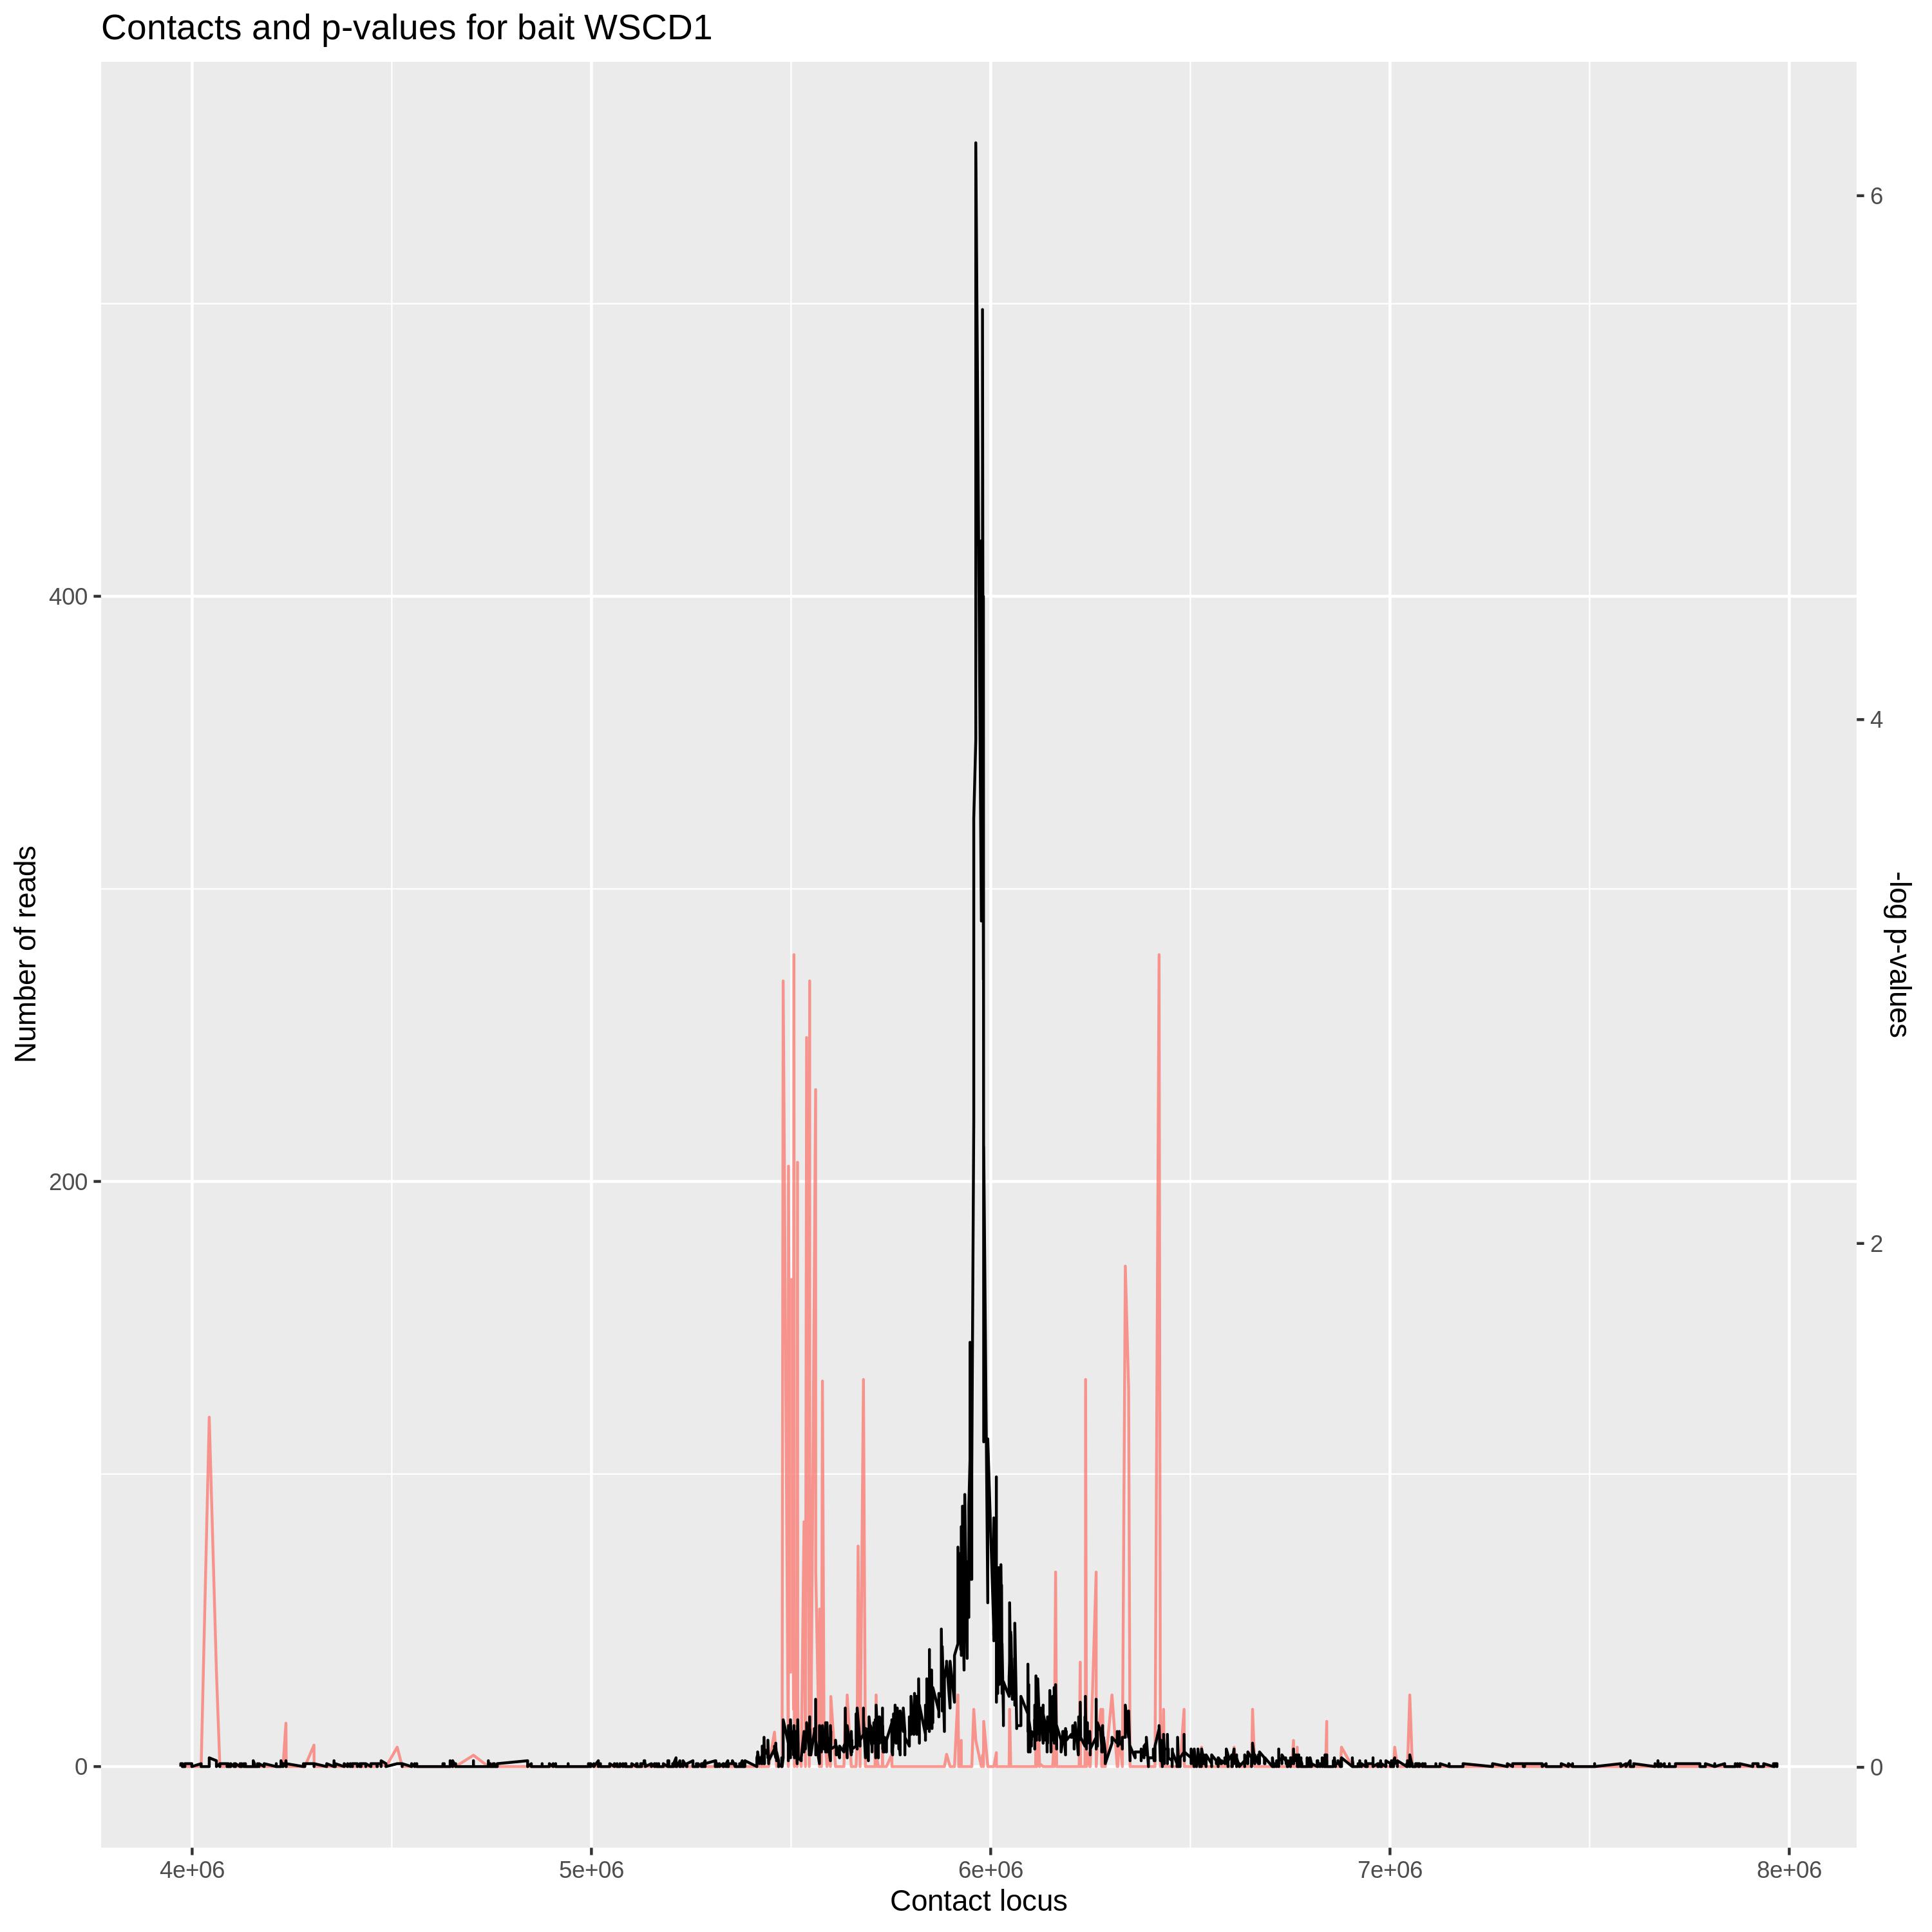 Contacts and p-values for bait WSCD1
Number of reads
400
200
0
6
4
2
0
-log p-values
4e+06
5e+06
6e+06
7e+06
8e+06
Contact locus